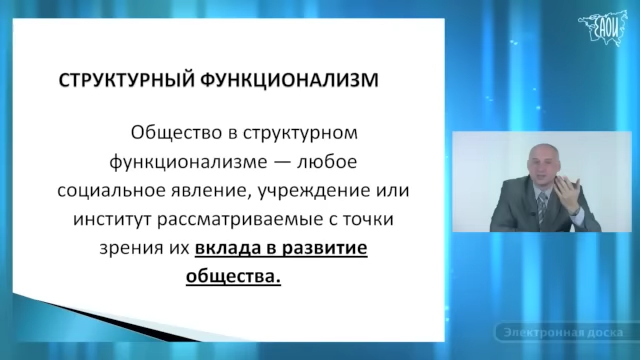 СТРУКТУРНЫЙ ФУНКЦИОНАЛИЗМ
Общество в структурном
функционализме — любое
социальное явление, учреждение или
институт рассматриваемые с точки
зрения их вклада в развитие
общества.
ЕАОИ
Электронная доска